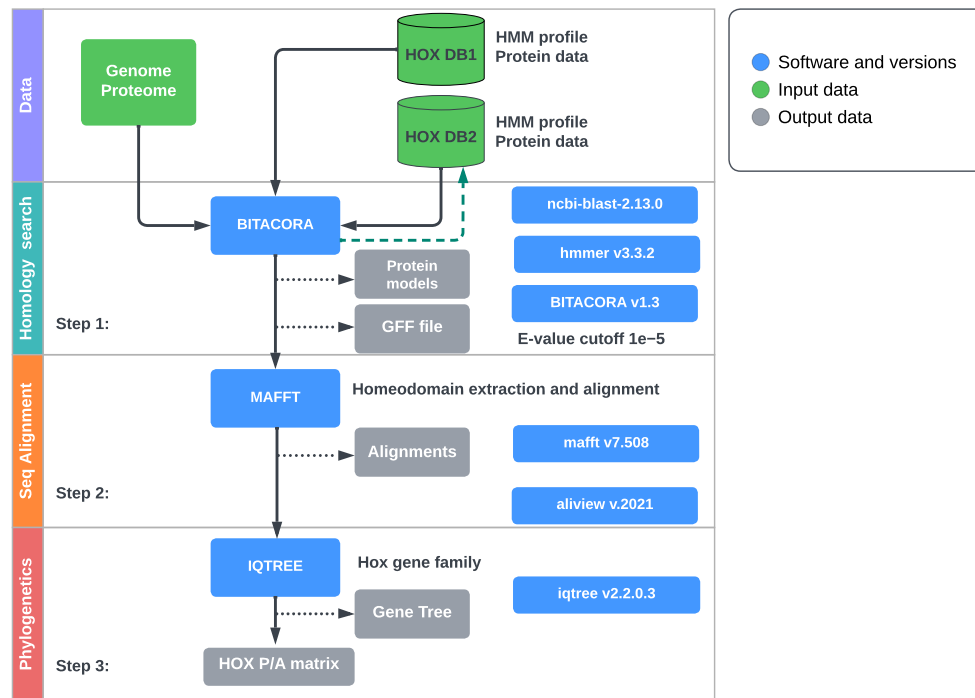 Data
Genome
Proteome
HOX DB1
HMM profile
Protein data
HOX DB2
HMM profile
Protein data
Software and versions
Input data
Output data
Homology search
BITACORA
Protein
models
GFF file
Step 1:
ncbi-blast-2.13.0
hmmer v3.3.2
BITACORA v1.3
E-value cutoff 1e−5
Seq Alignment
MAFFT
Homeodomain extraction and alignment
Alignments
Step 2:
mafft v7.508
aliview v.2021
Phylogenetics
IQTREE
Hox gene family
Gene Tree
iqtree v2.2.0.3
HOX P/A matrix
Step 3: